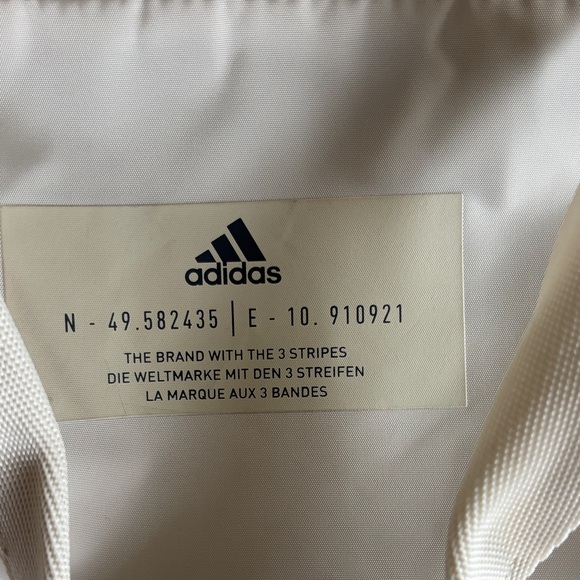 adidas
N - 49.582435 | E - 10. 910921
THE BRAND WITH THE 3 STRIPES
DIE WELTMARKE MIT DEN 3 STREIFEN
LA MARQUE AUX 3 BANDES